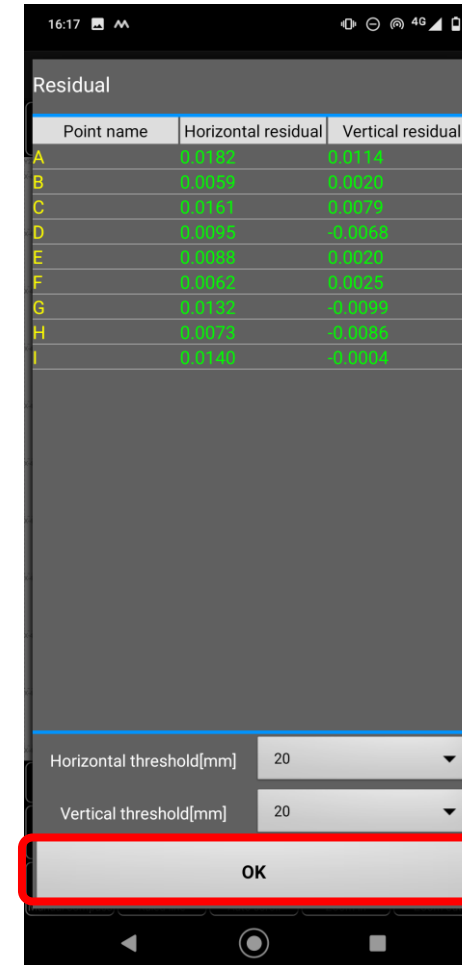 16:17 4G
Residual
Point name Horizontal residual Vertical residual
A 0.0182 0.0114
B 0.0059 0.0020
C 0.0161 0.0079
D 0.0095 -0.0068
E 0.0088 0.0020
F 0.0062 0.0025
G 0.0132 -0.0099
H 0.0073 -0.0086
I 0.0140 -0.0004
Horizontal threshold[mm] 20
Vertical threshold[mm] 20
OK